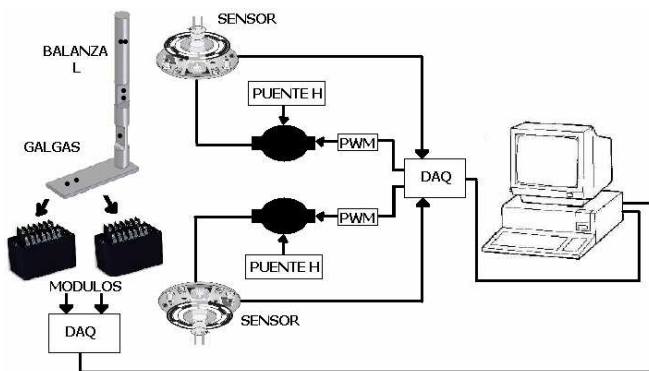 SENSOR
BALANZA
L
PUENTE H
GALGAS
PWM
DAQ
PWM
PUENTE H
MODULOS
SENSOR
DAQ